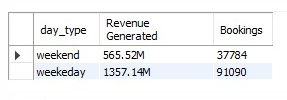 day_type Revenue Generated Bookings
weekend 565.52M 37784
weekeday 1357.14M 91090